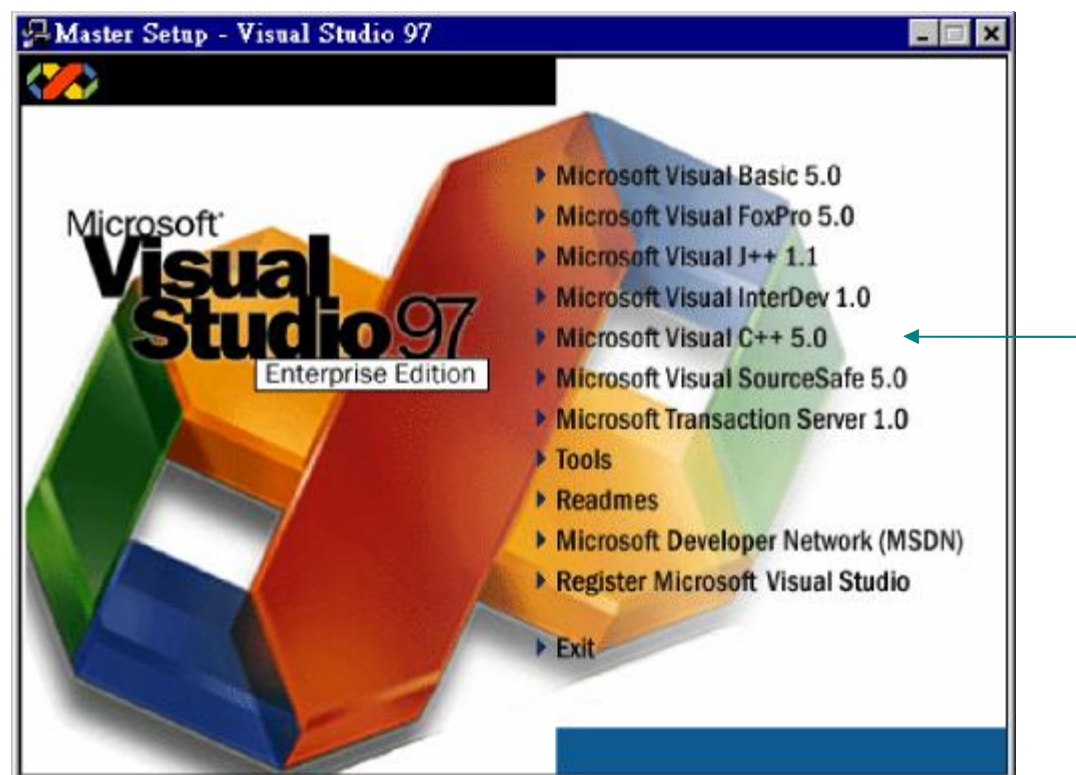 Master Setup - Visual Studio 97
Microsoft
Visual
Studio 97
Enterprise Edition
Microsoft Visual Basic 5.0
Microsoft Visual FoxPro 5.0
Microsoft Visual J++ 1.1
Microsoft Visual InterDev 1.0
Microsoft Visual C++ 5.0
Microsoft Visual SourceSafe 5.0
Microsoft Transaction Server 1.0
Tools
Readmes
Microsoft Developer Network (MSDN)
Register Microsoft Visual Studio
Exit